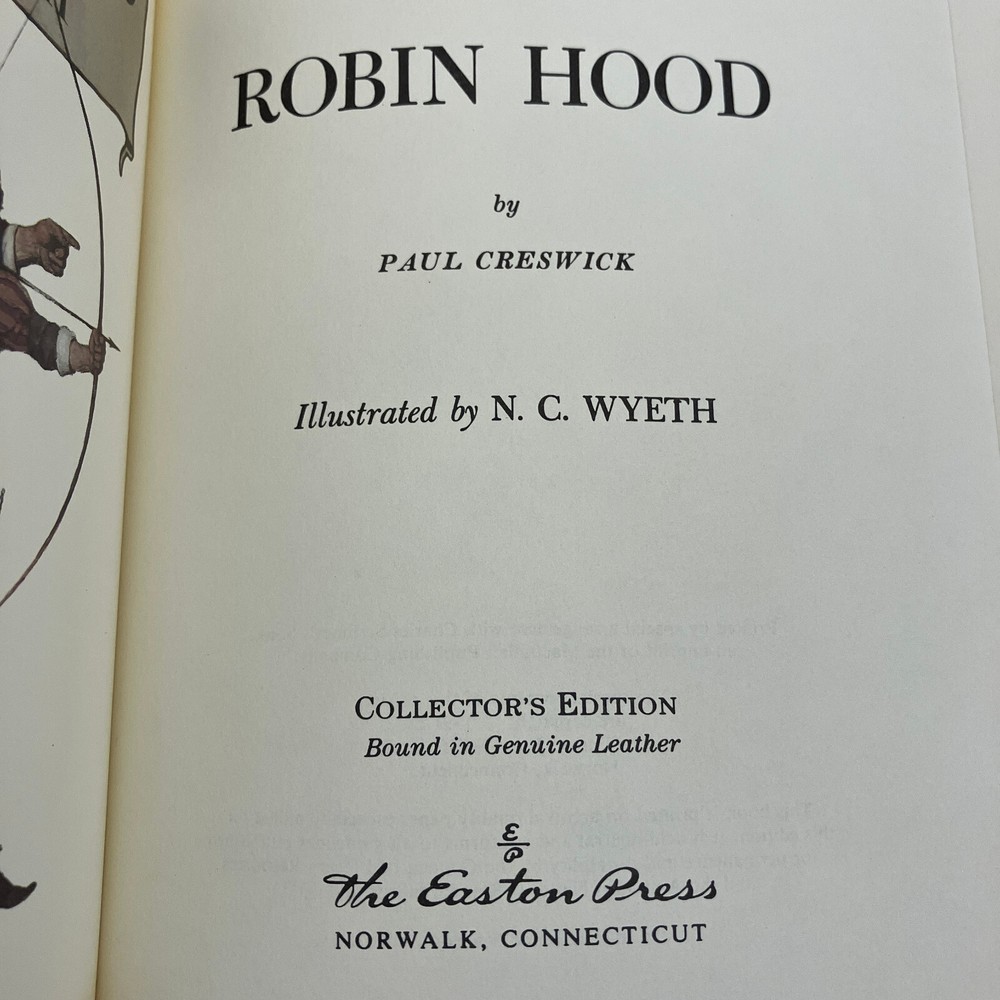 ROBIN HOOD
by
PAUL CRESWICK
Illustrated by N. C. WYETH
COLLECTOR'S EDITION
Bound in Genuine Leather
E
P
The Easton Press
NORWALK, CONNECTICUT